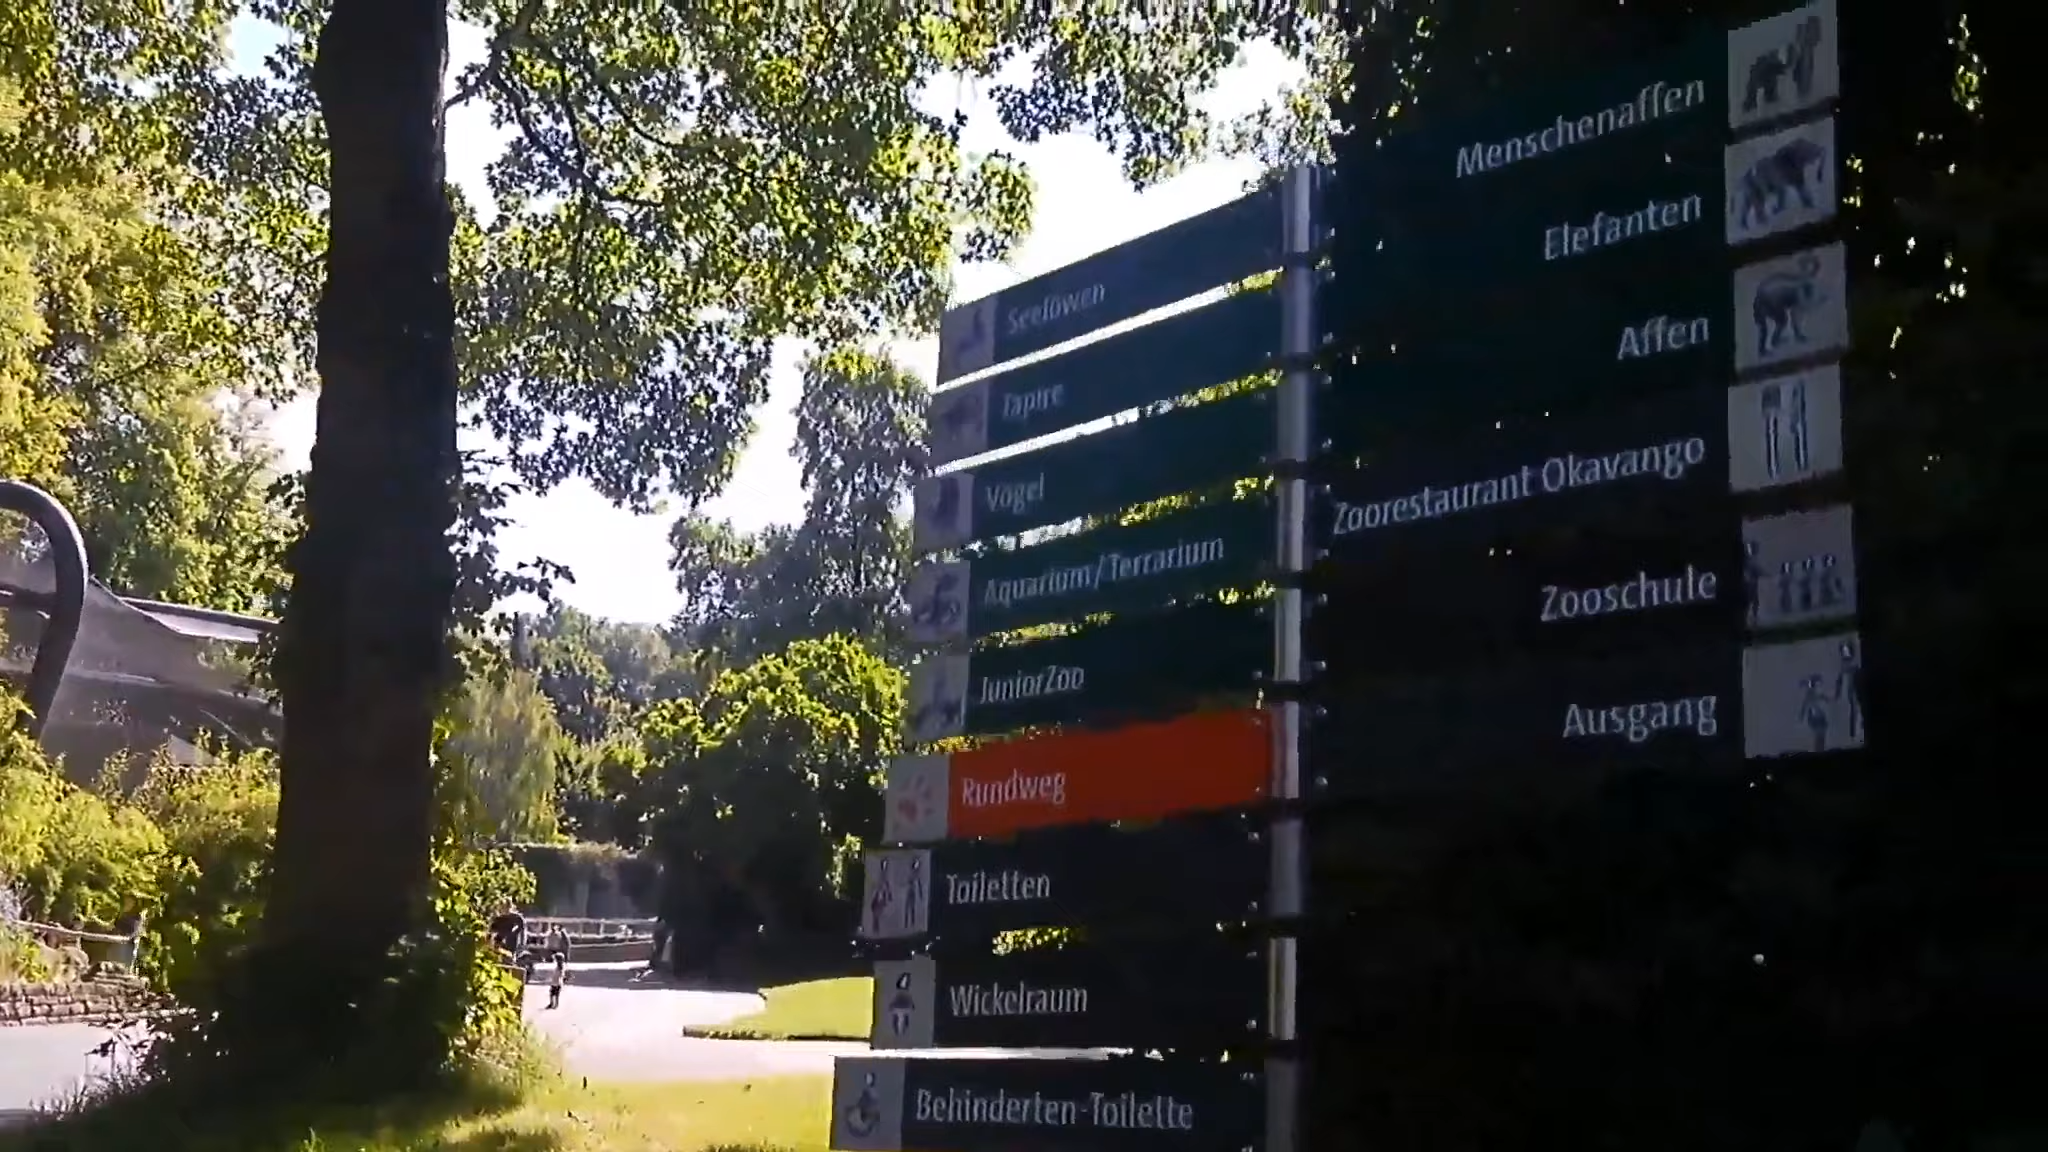 Seelöwen
Tapire
Vögel
Aquarium/Terrarium
JuniorZoo
Rundweg
Toiletten
Wickelraum
Behinderten-Toilette
Menschenaffen
Elefanten
Affen
Zoorestaurant Okavango
Zooschule
Ausgang